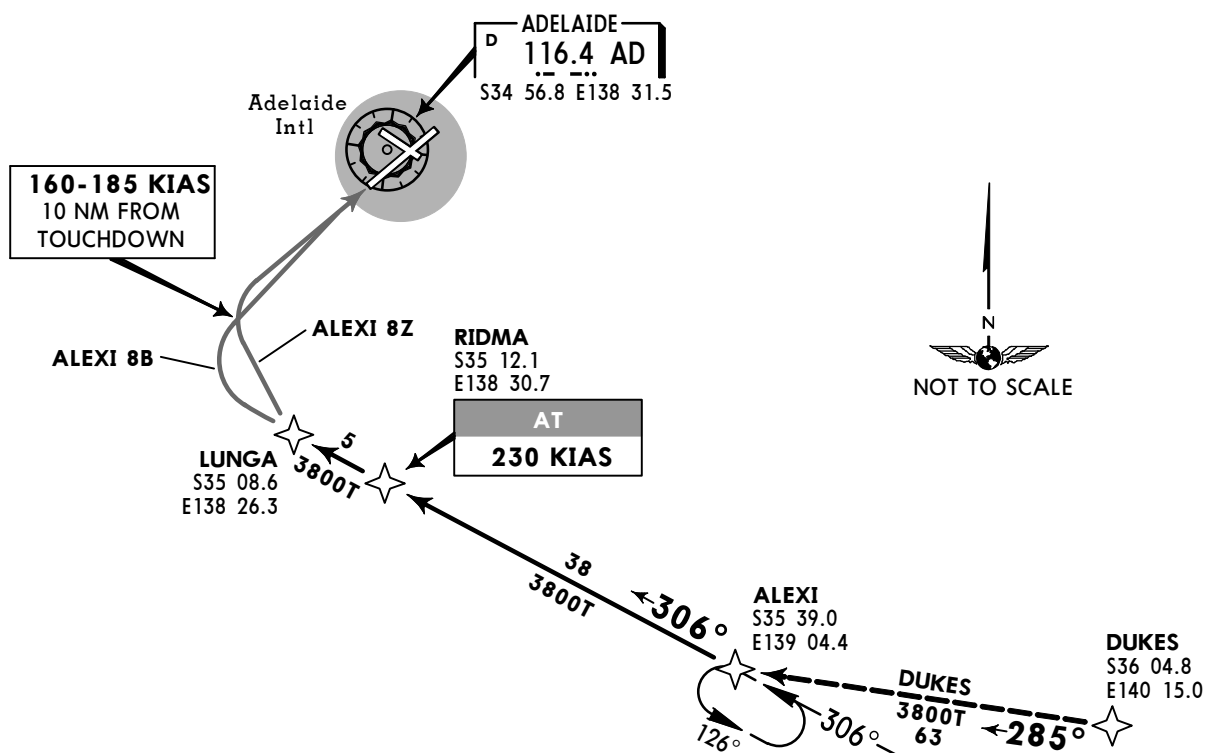 ADELAIDE
D 116.4 AD
S34 56.8 E138 31.5
Adelaide
Intl
160-185 KIAS
10 NM FROM
TOUCHDOWN
ALEXI 8Z
ALEXI 8B
RIDMA
S35 12.1
E138 30.7
AT
230 KIAS
N
NOT TO SCALE
LUNGA
S35 08.6
E138 26.3
5
3800T
38
3800T
306°
ALEXI
S35 39.0
E139 04.4
DUKES
S36 04.8
E140 15.0
DUKES
3800T
63
285°
126°
306°